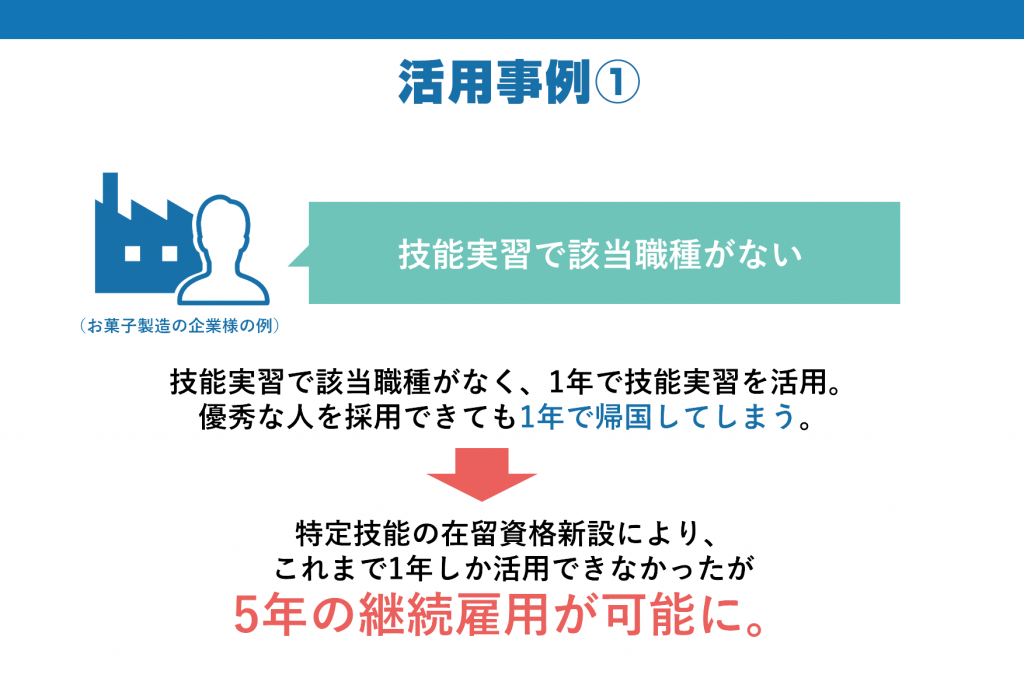 活用事例①
技能実習で該当職種がない
（お菓子製造の企業様の例）
技能実習で該当職種がなく、1年で技能実習を活用。
優秀な人を採用できても1年で帰国してしまう。
特定技能の在留資格新設により、
これまで1年しか活用できなかったが
5年の継続雇用が可能に。